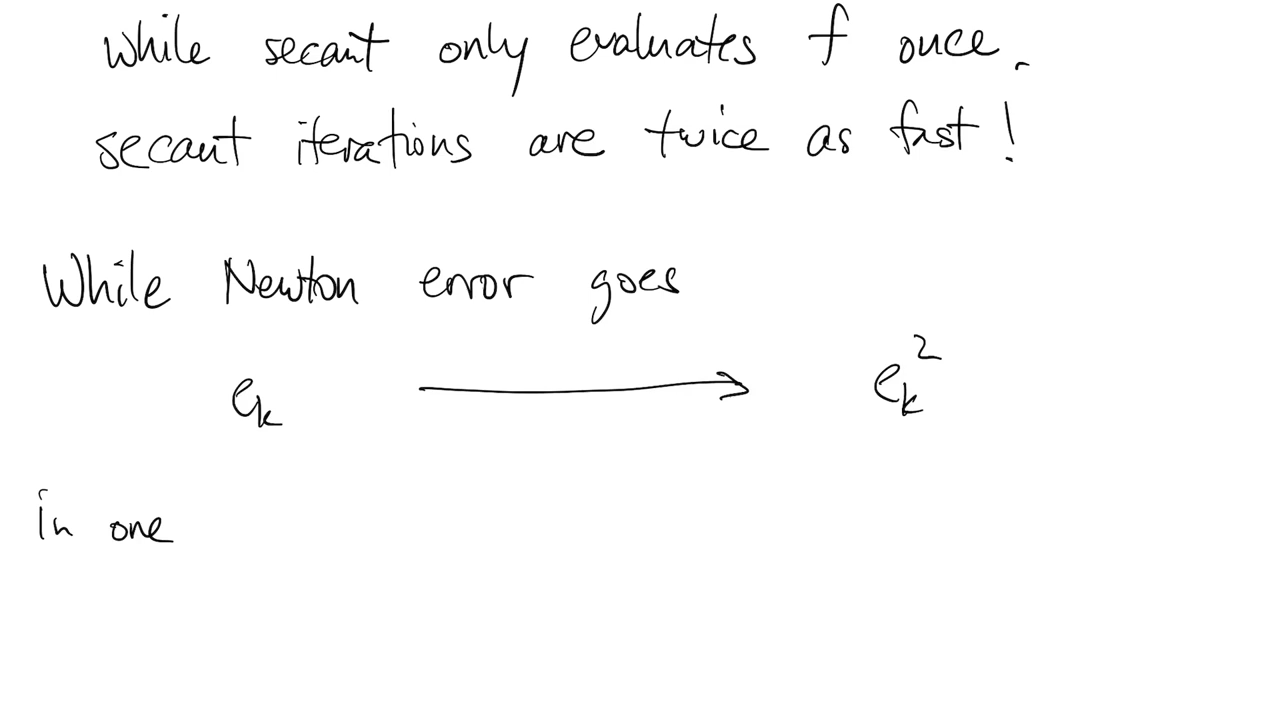 while secant only evaluates f once.
secant iterations are twice as fast!
While Newton error goes
e_k ⟶ e_k^2
in one